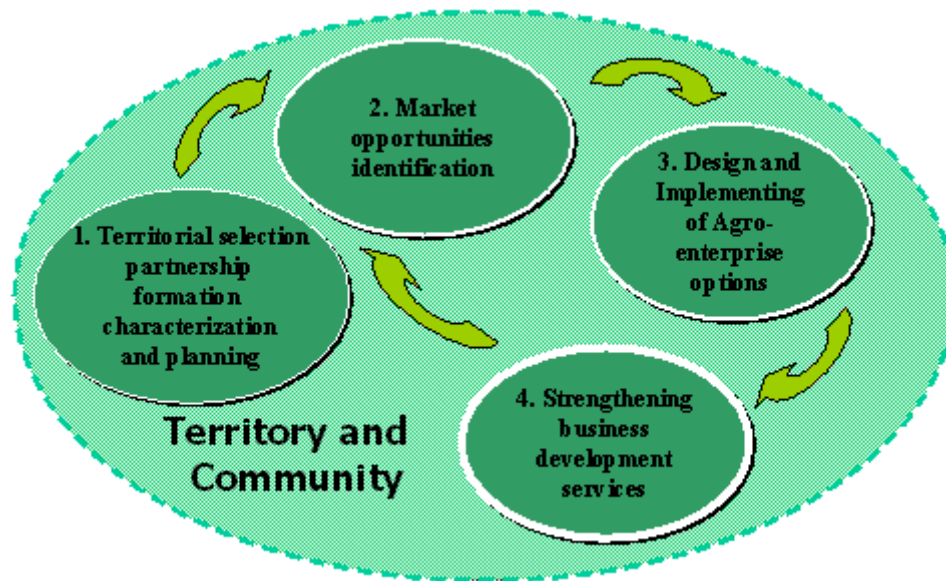 1. Territorial selection
partnership
formation
characterization
and planning
2. Market
opportunities
identification
3. Design and
Implementing
of Agro-
enterprise
options
4. Strengthening
business
development
services
Territory and
Community